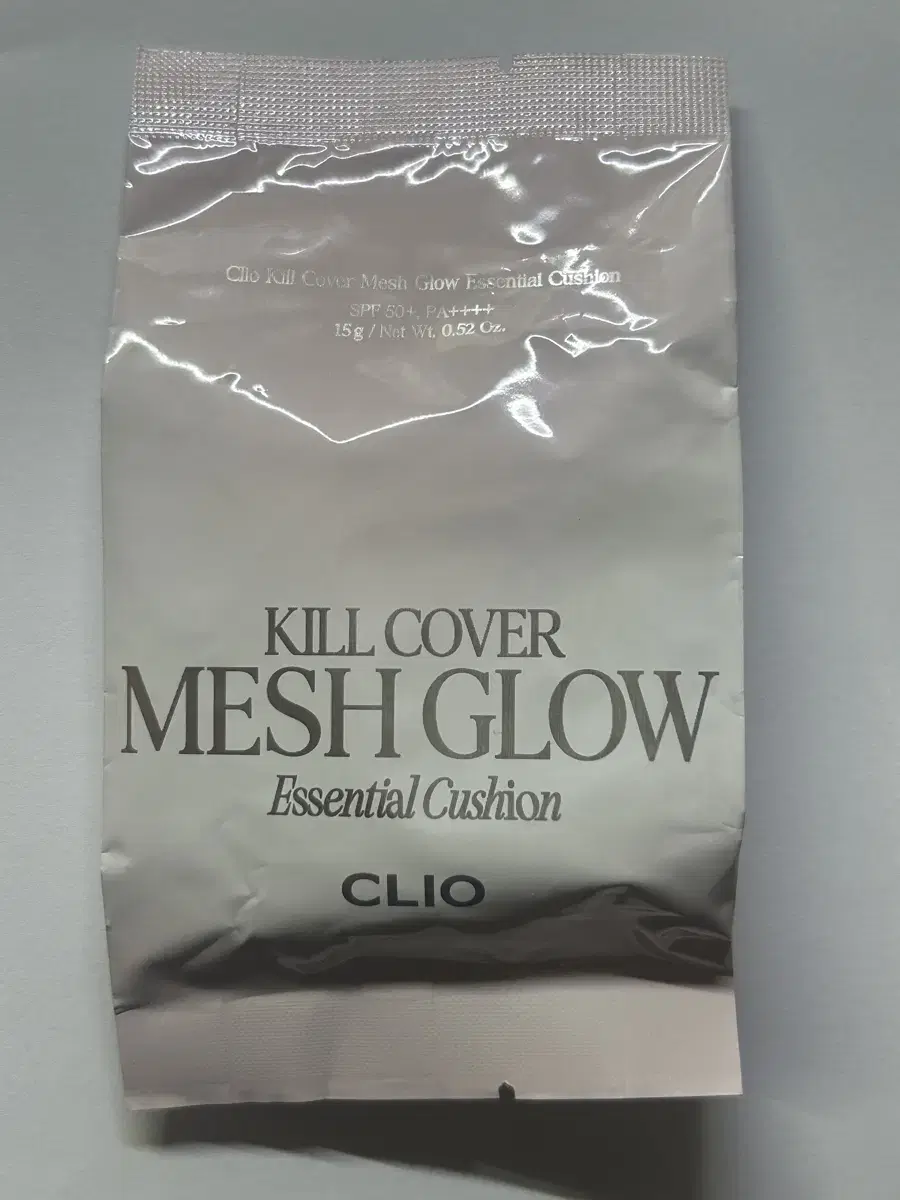 Clio Kill Cover Mesh Glow Essential Cushion
SPF 50+, PA++++
15 g / Net Wt. 0.52 Oz.
KILL COVER
MESH GLOW
Essential Cushion
CLIO